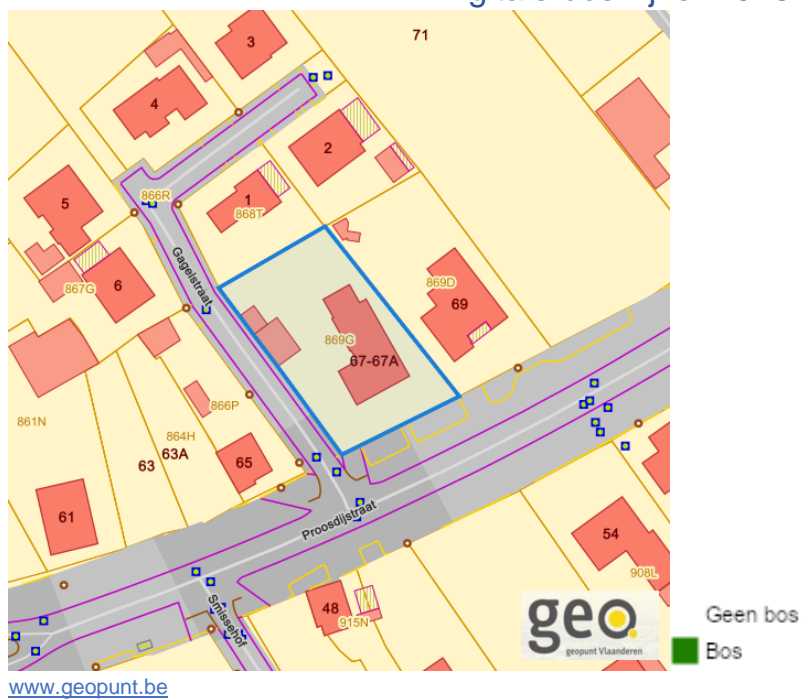 3
71
4
2
866R
1
868T
5
Gagelstraat
6
867G
869D
69
869G
67-67A
866P
861N
864H
63A
63
65
61
Proosdijstraat
54
908L
Smissehof
48
915N
geo.
geopunt Vlaanderen
Geen bos
Bos
www.geopunt.be